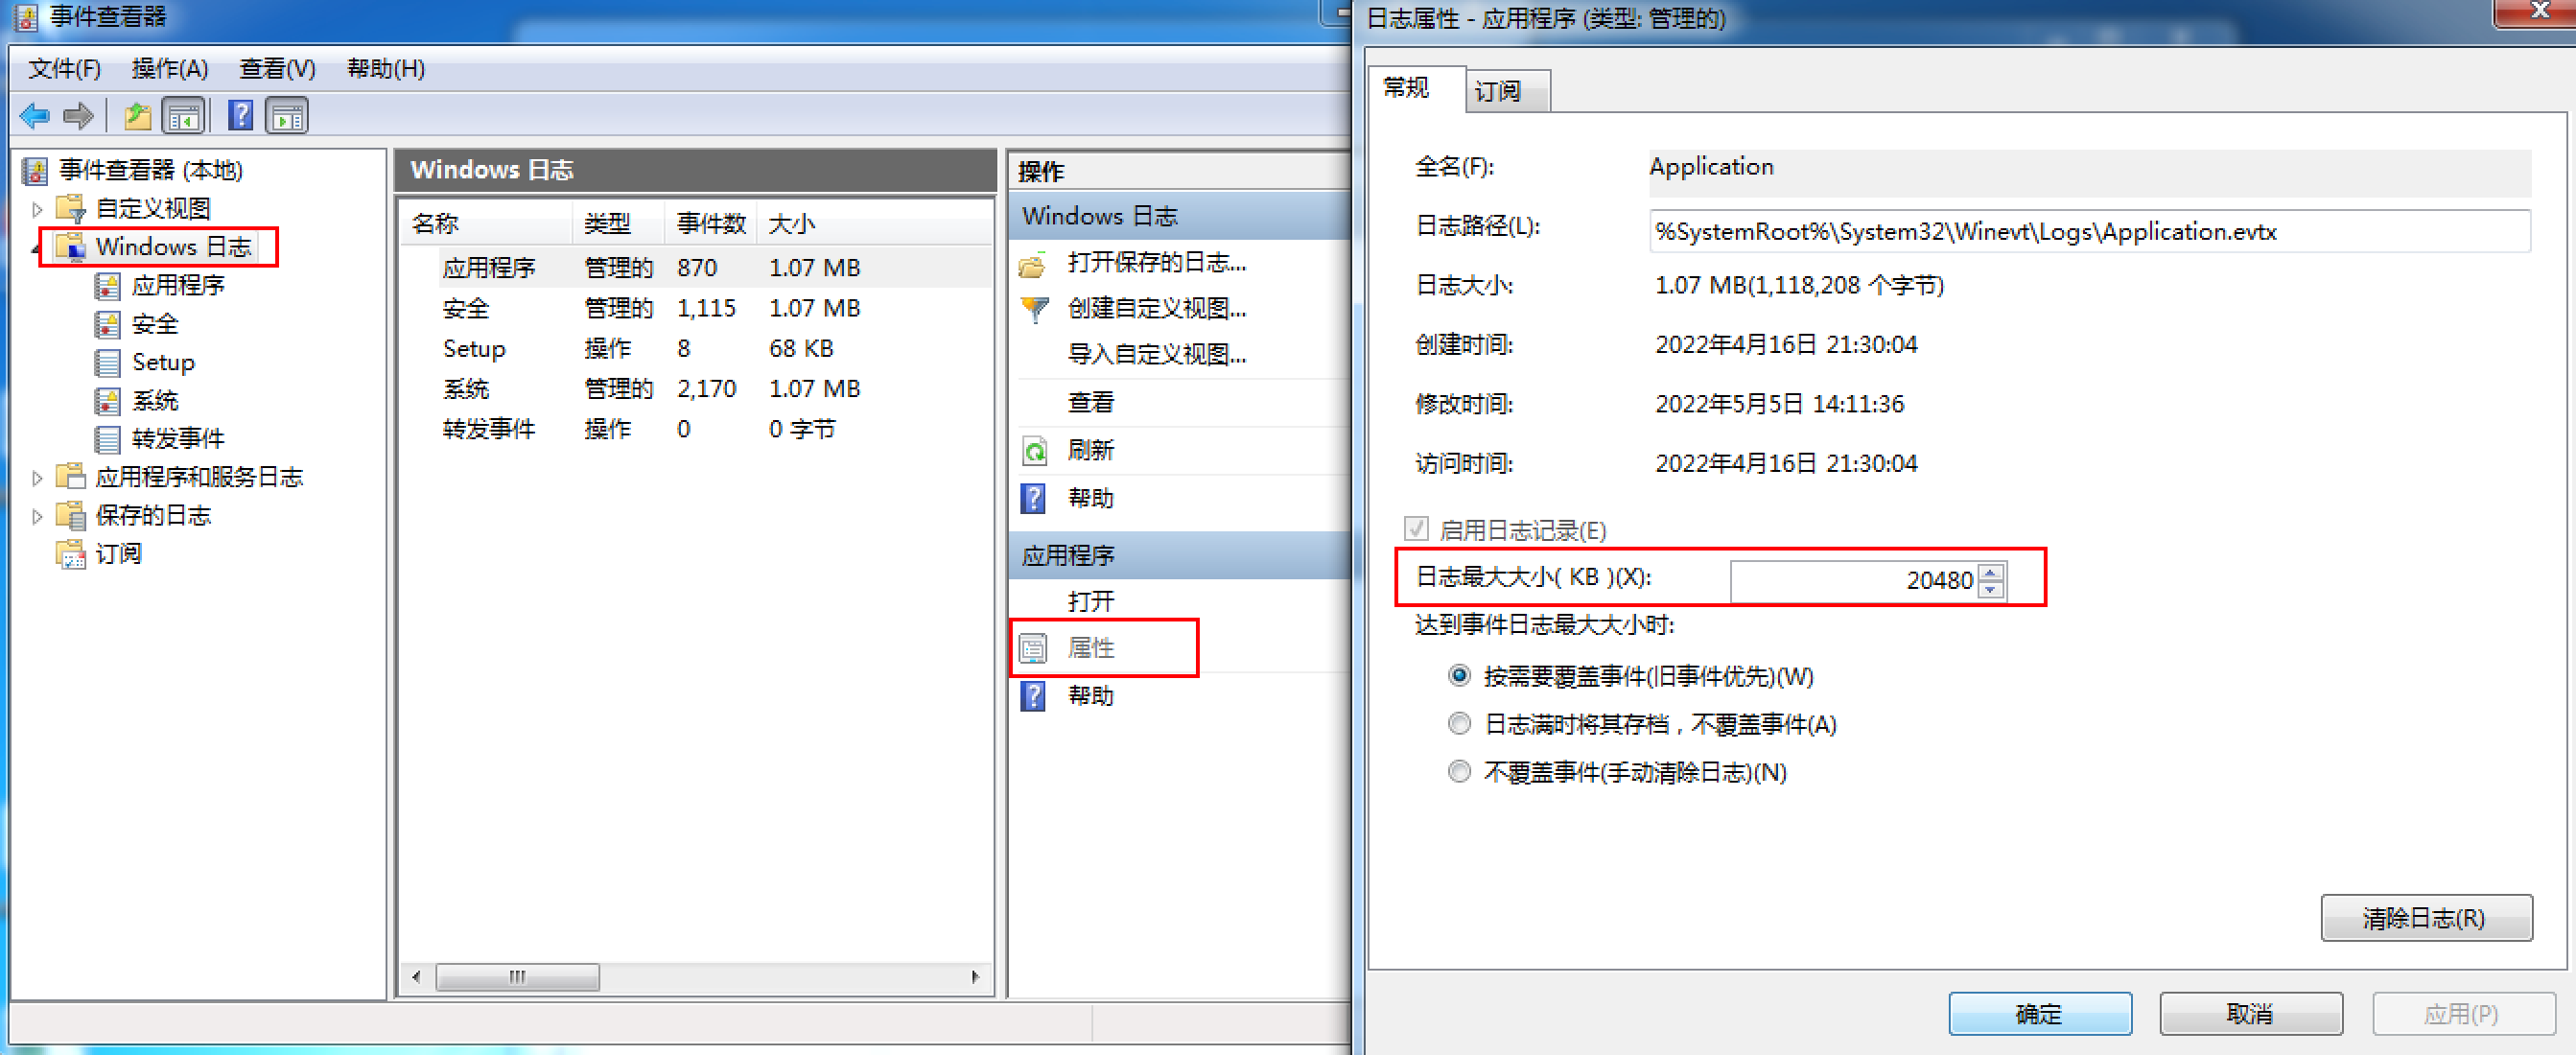 事件查看器
文件(F) 操作(A) 查看(V) 帮助(H)
事件查看器 (本地)
自定义视图
Windows 日志
应用程序
安全
Setup
系统
转发事件
应用程序和服务日志
保存的日志
订阅
Windows 日志
名称 类型 事件数 大小
应用程序 管理的 870 1.07 MB
安全 管理的 1,115 1.07 MB
Setup 操作 8 68 KB
系统 管理的 2,170 1.07 MB
转发事件 操作 0 0 字节
操作
Windows 日志
打开保存的日志...
创建自定义视图...
导入自定义视图...
查看
刷新
帮助
应用程序
打开
属性
帮助
日志属性 - 应用程序 (类型: 管理的)
常规 订阅
全名(F): Application
日志路径(L): %SystemRoot%\System32\Winevt\Logs\Application.evtx
日志大小: 1.07 MB(1,118,208 个字节)
创建时间: 2022年4月16日 21:30:04
修改时间: 2022年5月5日 14:11:36
访问时间: 2022年4月16日 21:30:04
启用日志记录(E)
日志最大大小( KB )(X): 20480
达到事件日志最大大小时:
按需要覆盖事件(旧事件优先)(W)
日志满时将其存档，不覆盖事件(A)
不覆盖事件(手动清除日志)(N)
清除日志(R)
确定 取消 应用(P)